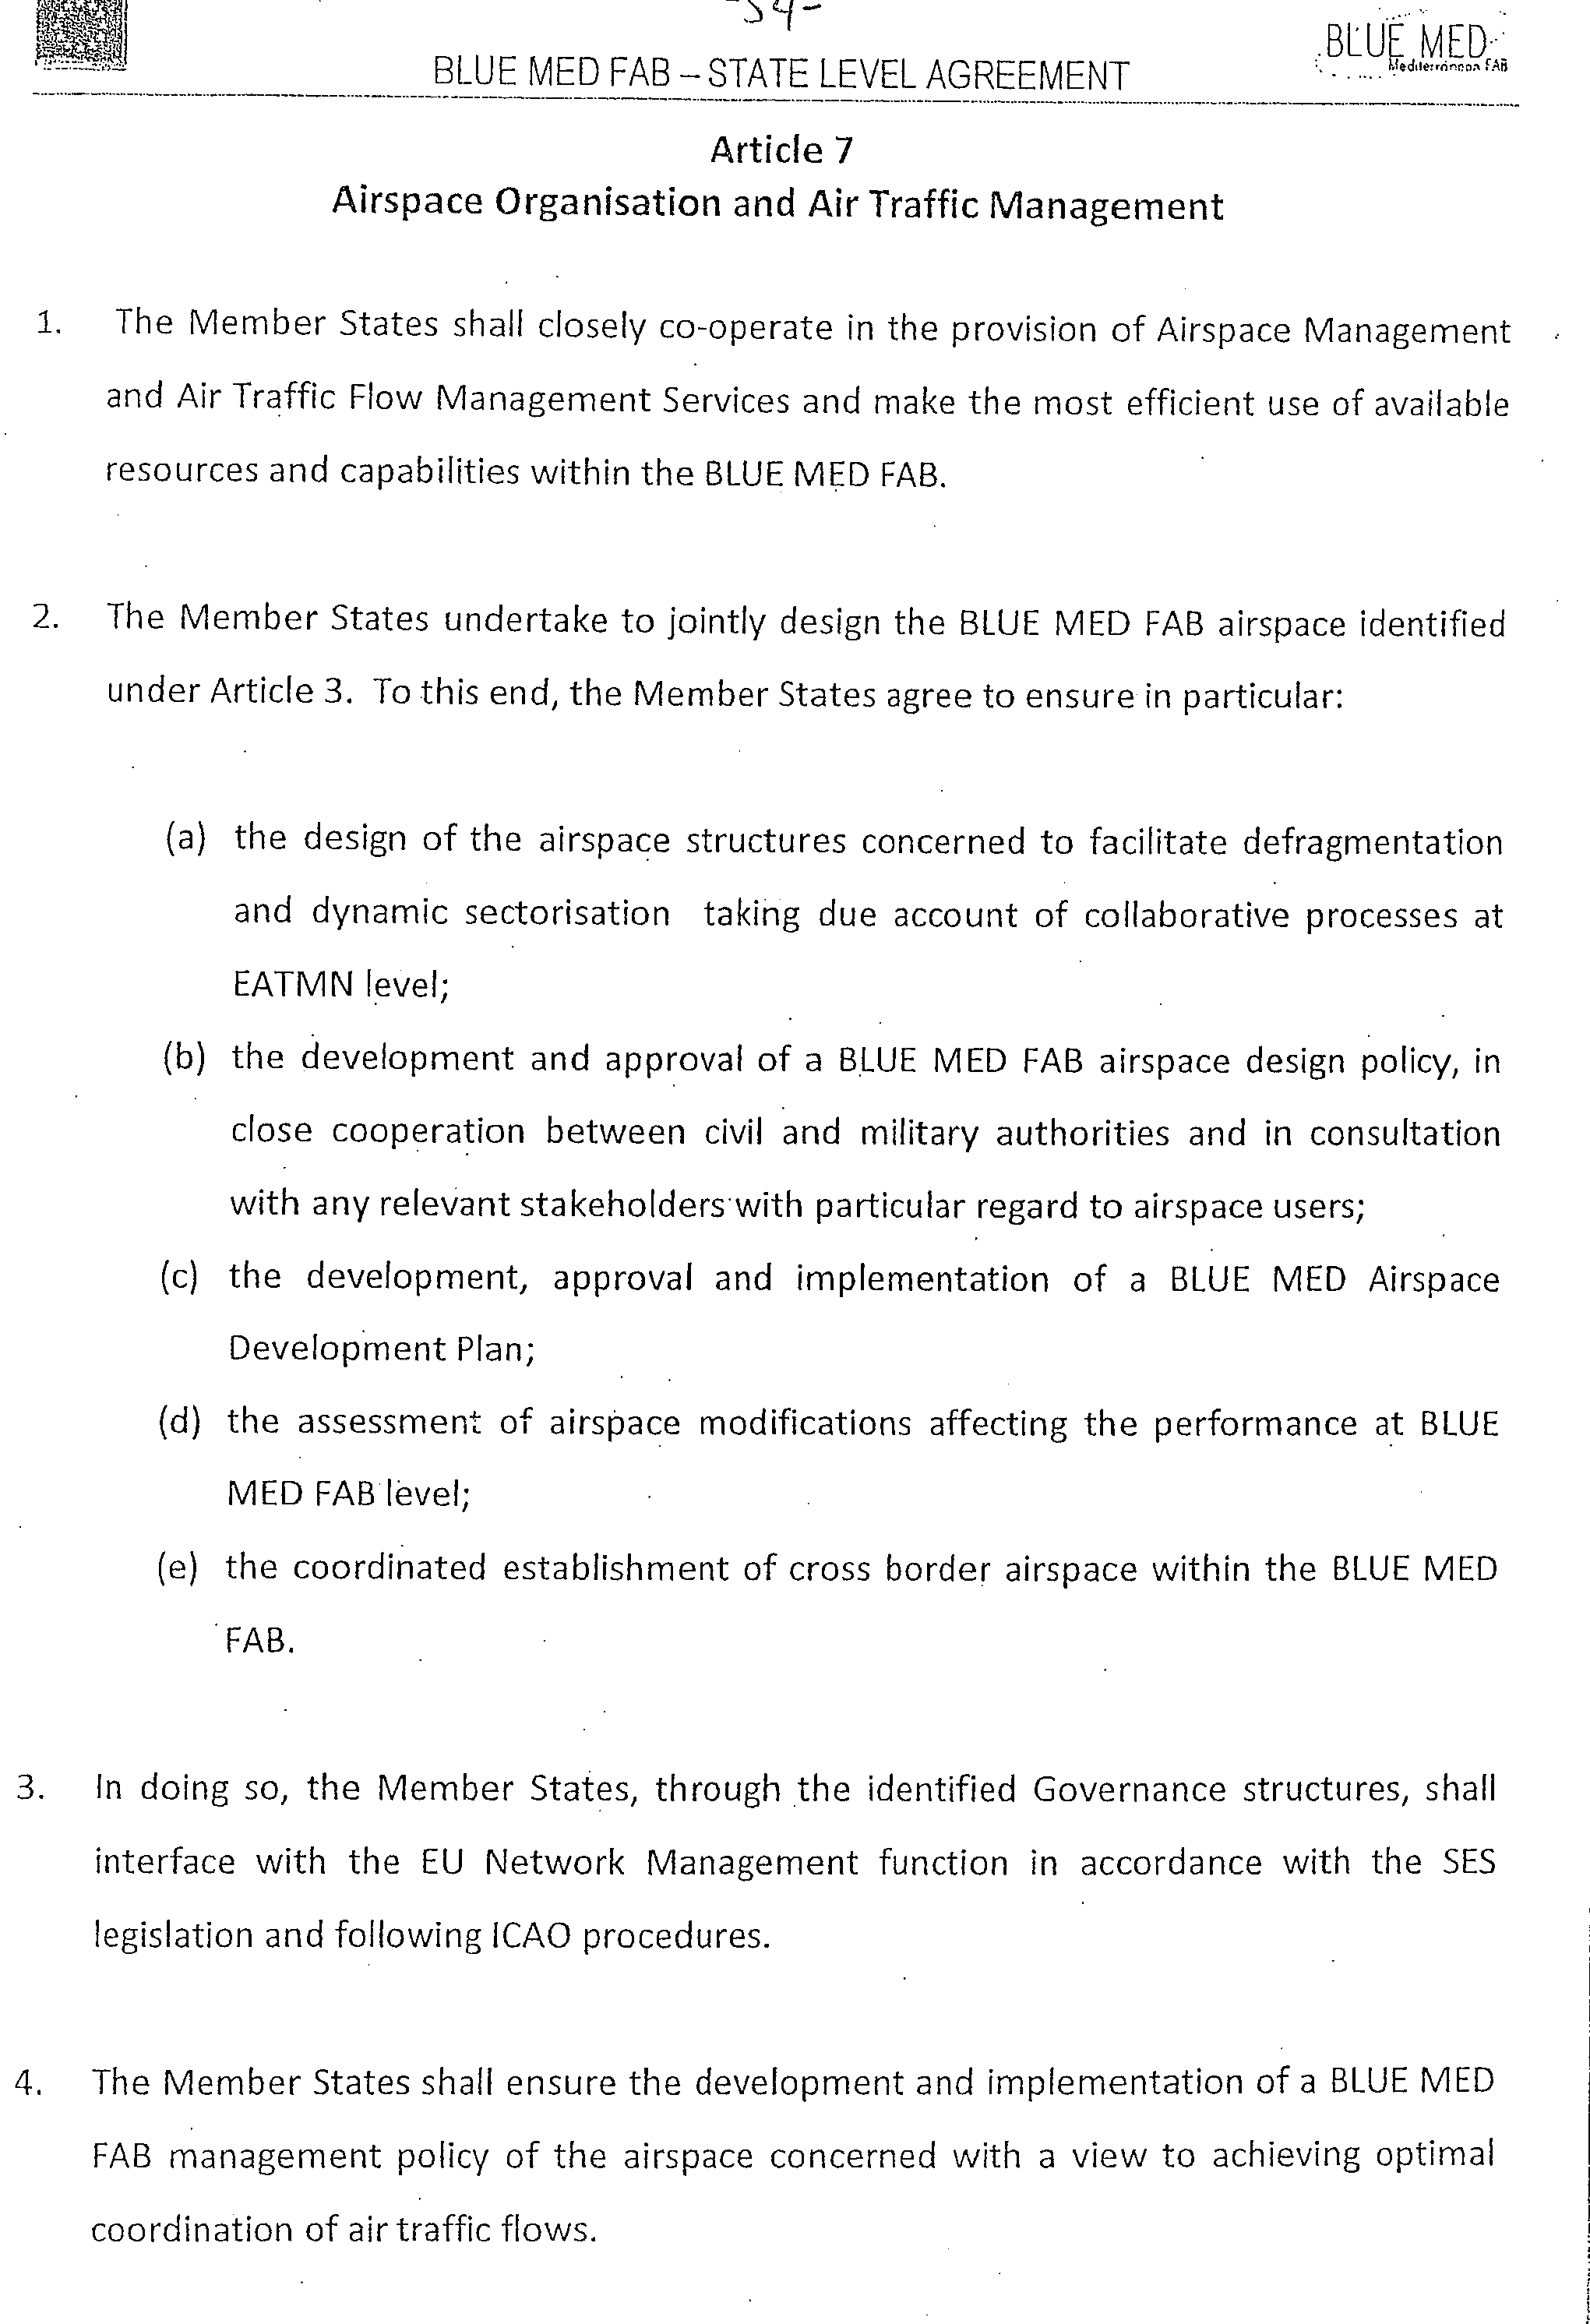 -54-
BLUE MED FAB – STATE LEVEL AGREEMENT
BLUE MED
Mediterranean FAB
Article 7
Airspace Organisation and Air Traffic Management
1. The Member States shall closely co-operate in the provision of Airspace Management
and Air Traffic Flow Management Services and make the most efficient use of available
resources and capabilities within the BLUE MED FAB.
2. The Member States undertake to jointly design the BLUE MED FAB airspace identified
under Article 3. To this end, the Member States agree to ensure in particular:
(a) the design of the airspace structures concerned to facilitate defragmentation
and dynamic sectorisation taking due account of collaborative processes at
EATMN level;
(b) the development and approval of a BLUE MED FAB airspace design policy, in
close cooperation between civil and military authorities and in consultation
with any relevant stakeholders with particular regard to airspace users;
(c) the development, approval and implementation of a BLUE MED Airspace
Development Plan;
(d) the assessment of airspace modifications affecting the performance at BLUE
MED FAB level;
(e) the coordinated establishment of cross border airspace within the BLUE MED
FAB.
3. In doing so, the Member States, through the identified Governance structures, shall
interface with the EU Network Management function in accordance with the SES
legislation and following ICAO procedures.
4. The Member States shall ensure the development and implementation of a BLUE MED
FAB management policy of the airspace concerned with a view to achieving optimal
coordination of air traffic flows.